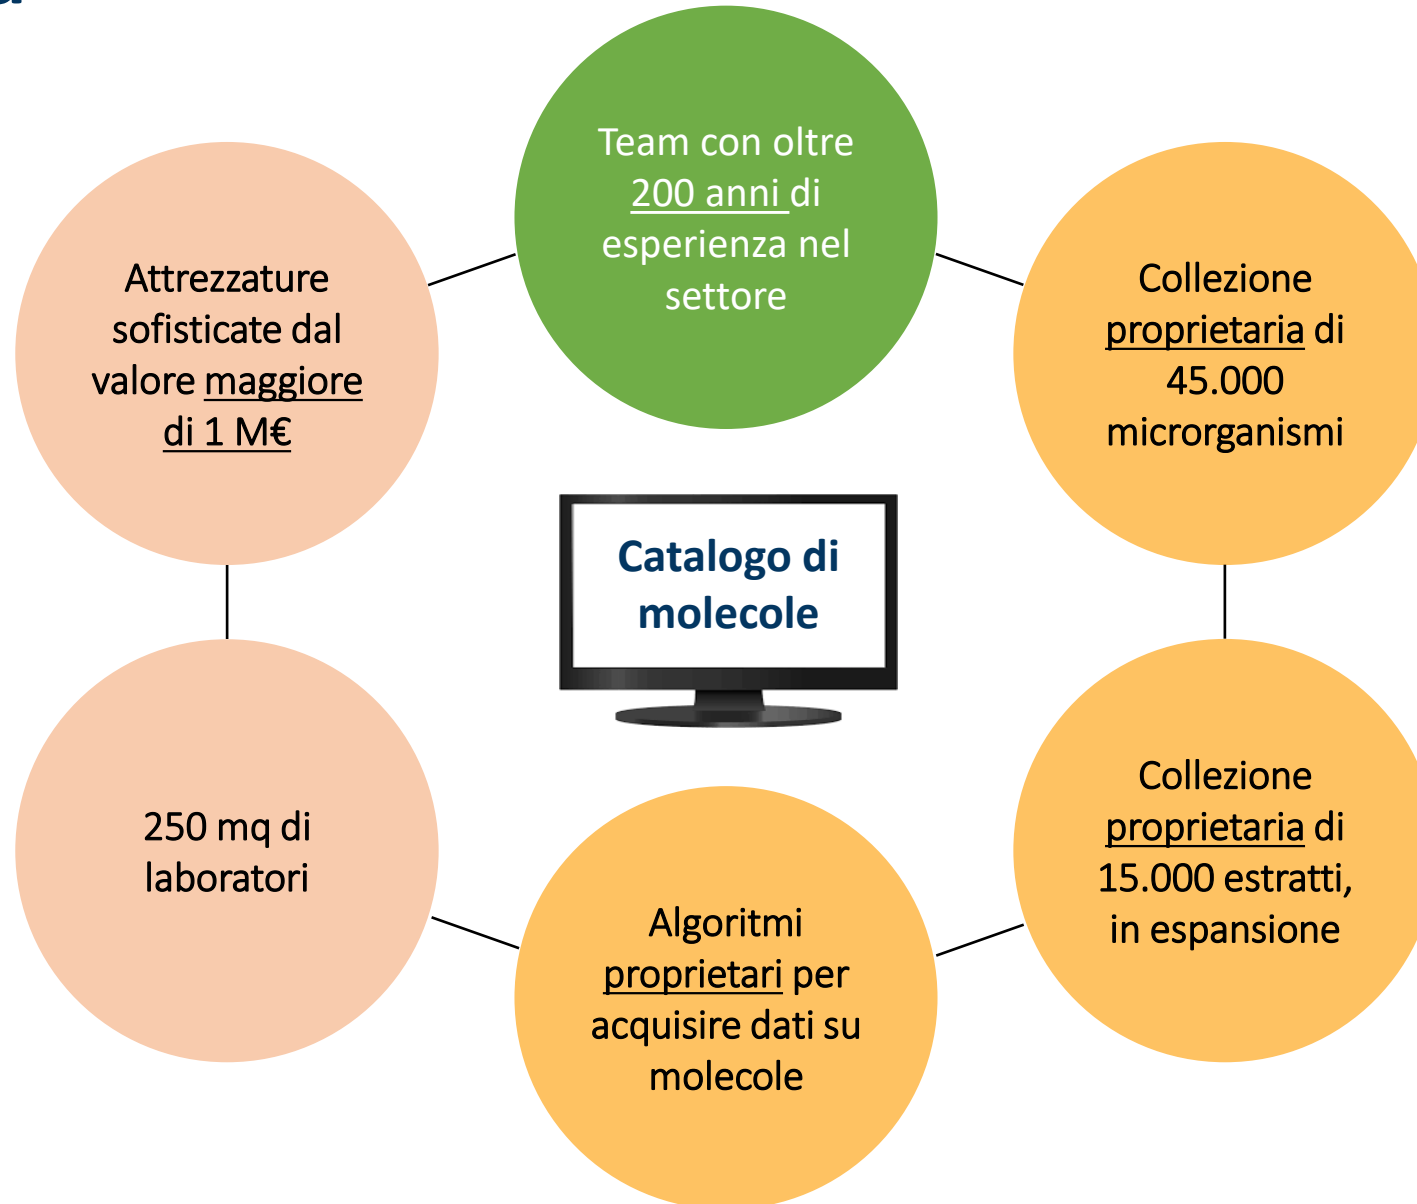 Team con oltre
200 anni di
esperienza nel
settore
Attrezzature
sofisticate dal
valore maggiore
di 1 M€
Collezione
proprietaria di
45.000
microrganismi
Catalogo di
molecole
250 mq di
laboratori
Collezione
proprietaria di
15.000 estratti,
in espansione
Algoritmi
proprietari per
acquisire dati su
molecole